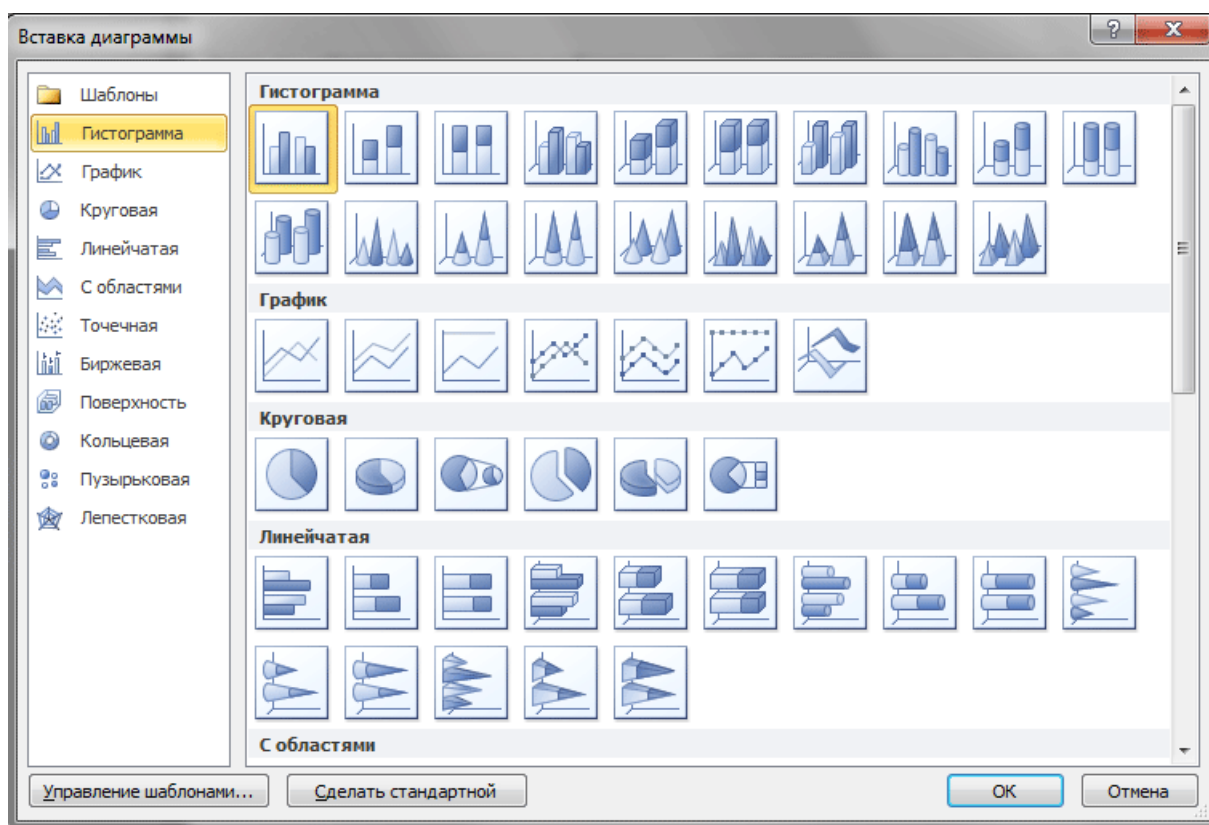 Вставка диаграммы
Шаблоны
Гистограмма
График
Круговая
Линейчатая
С областями
Точечная
Биржевая
Поверхность
Кольцевая
Пузырьковая
Лепестковая
Гистограмма
График
Круговая
Линейчатая
С областями
Управление шаблонами...
Сделать стандартной
ОК
Отмена